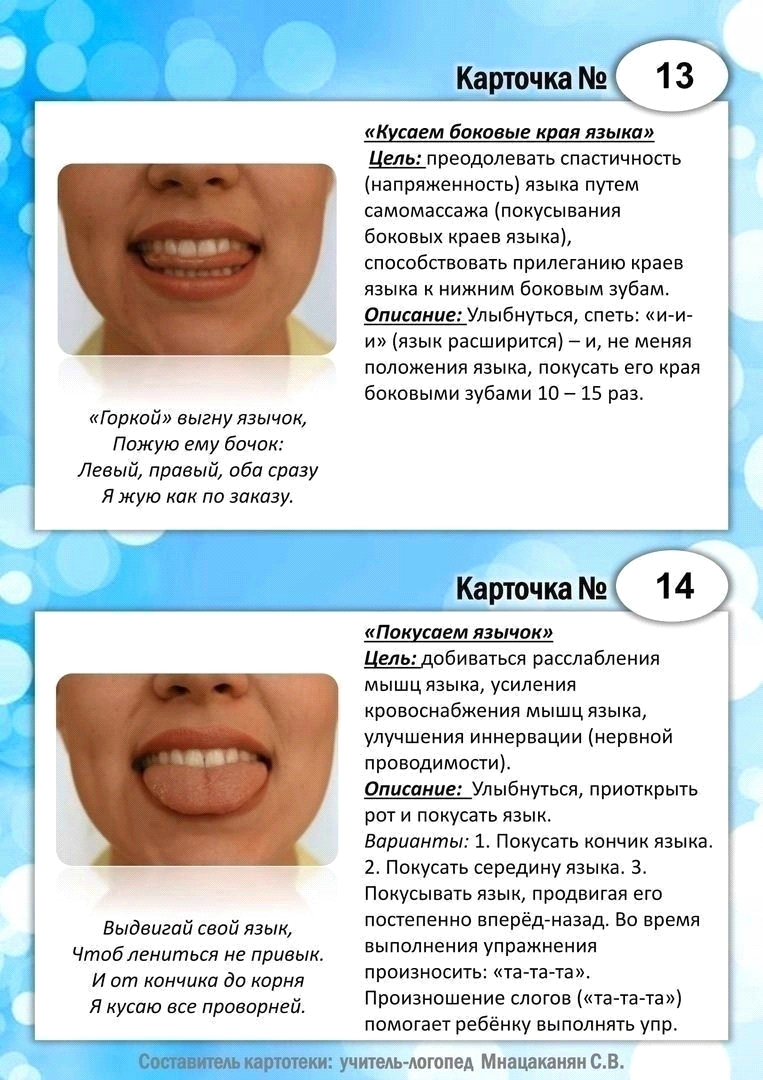 Карточка № 13
«Кусаем боковые края языка»
Цель: преодолевать спастичность
(напряженность) языка путем
самомассажа (покусывания
боковых краев языка),
способствовать прилеганию краев
языка к нижним боковым зубам.
Описание: Улыбнуться, спеть: «и-и-
и» (язык расширится) – и, не меняя
положения языка, покусать его края
боковыми зубами 10 – 15 раз.
«Горкой» выгну язычок,
Пожую ему бочок:
Левый, правый, оба сразу
Я жую как по заказу.
Карточка № 14
«Покусаем язычок»
Цель: добиваться расслабления
мышц языка, усиления
кровоснабжения мышц языка,
улучшения иннервации (нервной
проводимости).
Описание: Улыбнуться, приоткрыть
рот и покусать язык.
Варианты: 1. Покусать кончик языка.
2. Покусать середину языка. 3.
Покусывать язык, продвигая его
постепенно вперёд-назад. Во время
выполнения упражнения
произносить: «та-та-та».
Произношение слогов («та-та-та»)
помогает ребёнку выполнять упр.
Выдвигай свой язык,
Чтоб лениться не привык.
И от кончика до корня
Я кусаю все проворней.
Составитель картотеки: учитель-логопед Мнацаканян С.В.